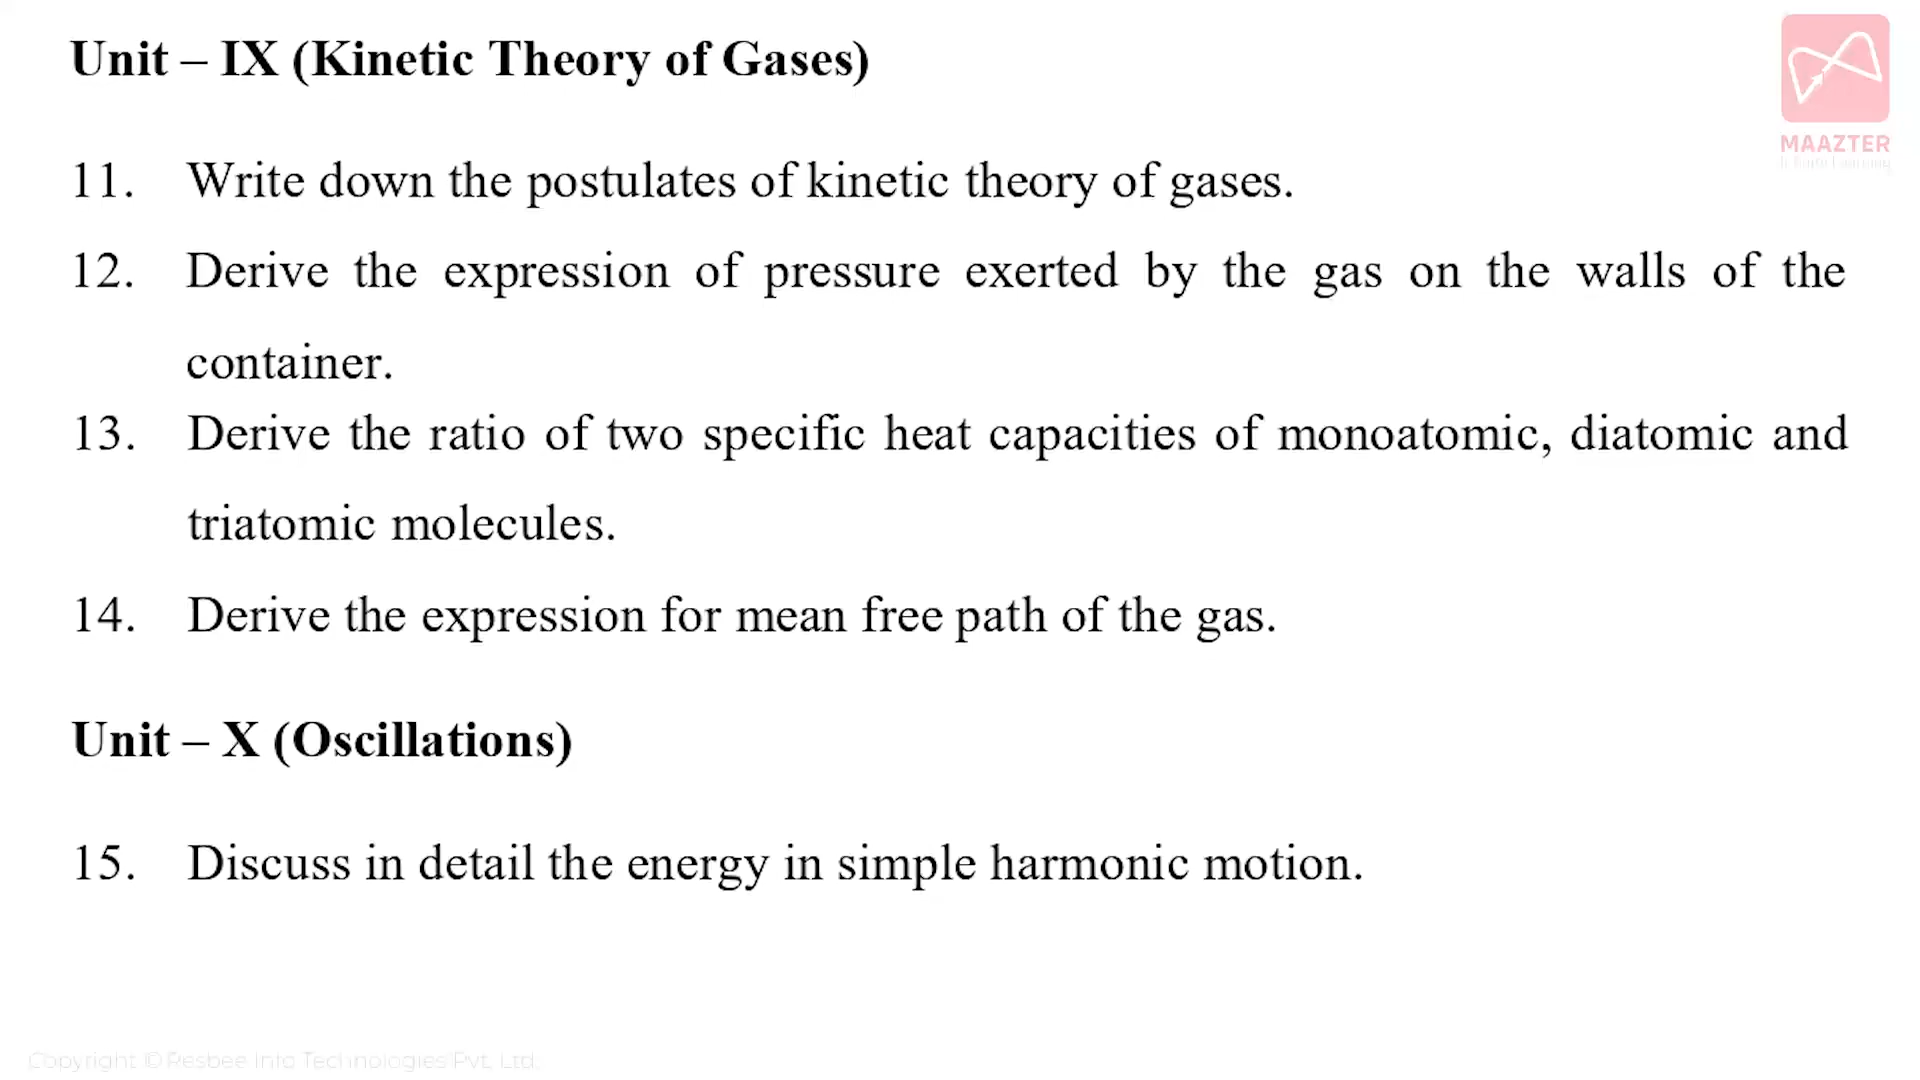 Unit – IX (Kinetic Theory of Gases)
MAAZTER
11. Write down the postulates of kinetic theory of gases.
12. Derive the expression of pressure exerted by the gas on the walls of the
container.
13. Derive the ratio of two specific heat capacities of monoatomic, diatomic and
triatomic molecules.
14. Derive the expression for mean free path of the gas.
Unit – X (Oscillations)
15. Discuss in detail the energy in simple harmonic motion.
Copyright © Resbee Info Technologies Pvt. Ltd.